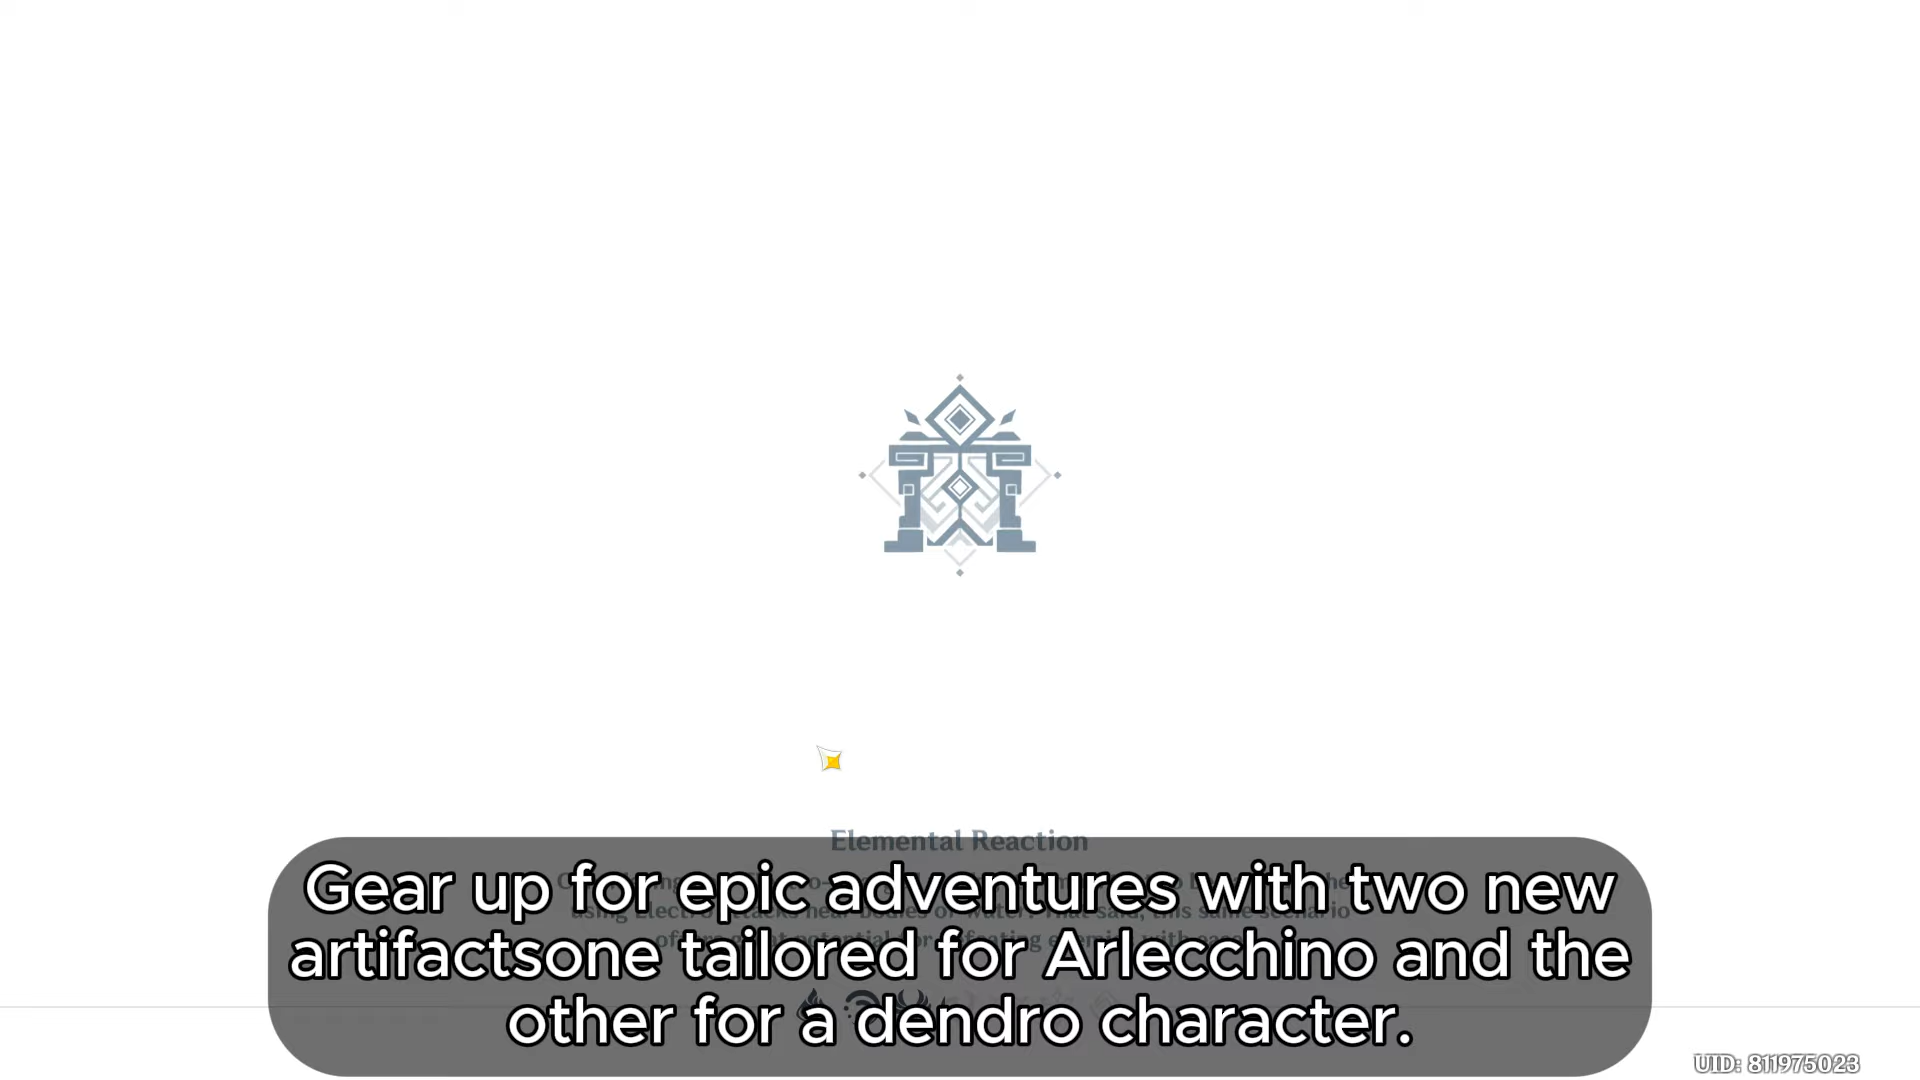 Elemental Reaction
Gear up for epic adventures with two new
artifactsone tailored for Arlecchino and the
other for a dendro character.
UID: 811975023